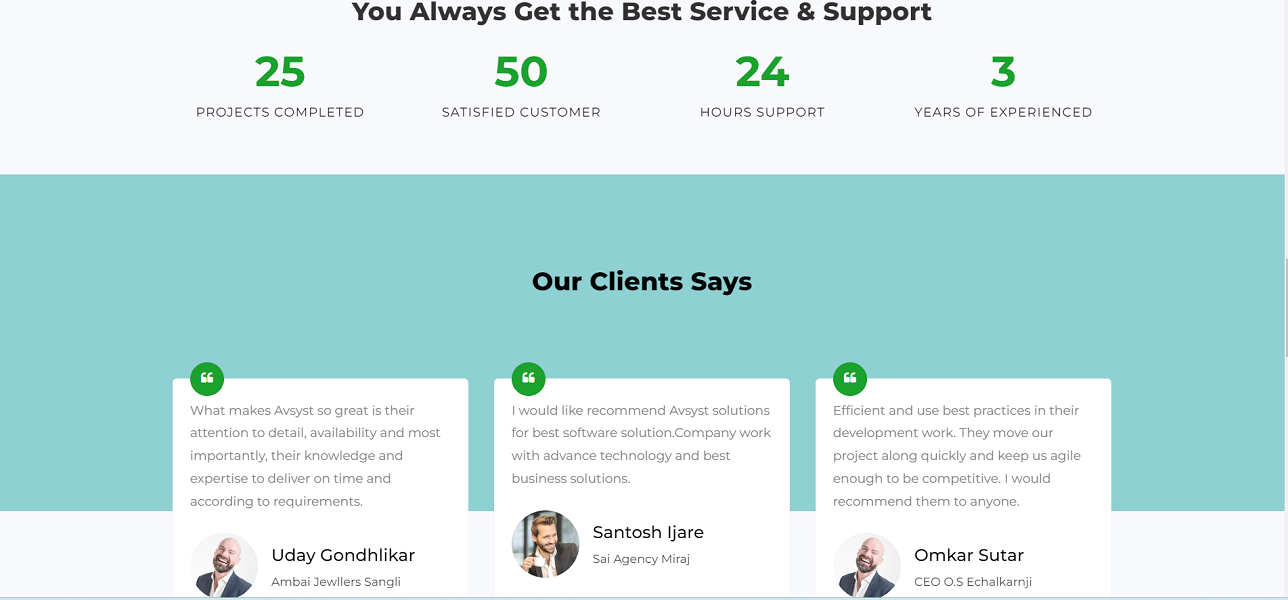 You Always Get the Best Service & Support
25
50
24
3
PROJECTS COMPLETED
SATISFIED CUSTOMER
HOURS SUPPORT
YEARS OF EXPERIENCED
Our Clients Says
What makes Avsyst so great is their
attention to detail, availability and most
importantly, their knowledge and
expertise to deliver on time and
according to requirements.
Uday Gondhlikar
Ambai Jewllers Sangli
I would like recommend Avsyst solutions
for best software solution.Company work
with advance technology and best
business solutions.
Santosh Ijare
Sai Agency Miraj
Efficient and use best practices in their
development work. They move our
project along quickly and keep us agile
enough to be competitive. I would
recommend them to anyone.
Omkar Sutar
CEO O.S Echalkarnji